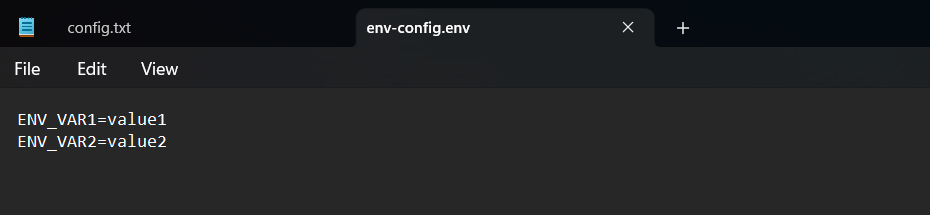 config.txt
env-config.env
File Edit View
ENV_VAR1=value1
ENV_VAR2=value2